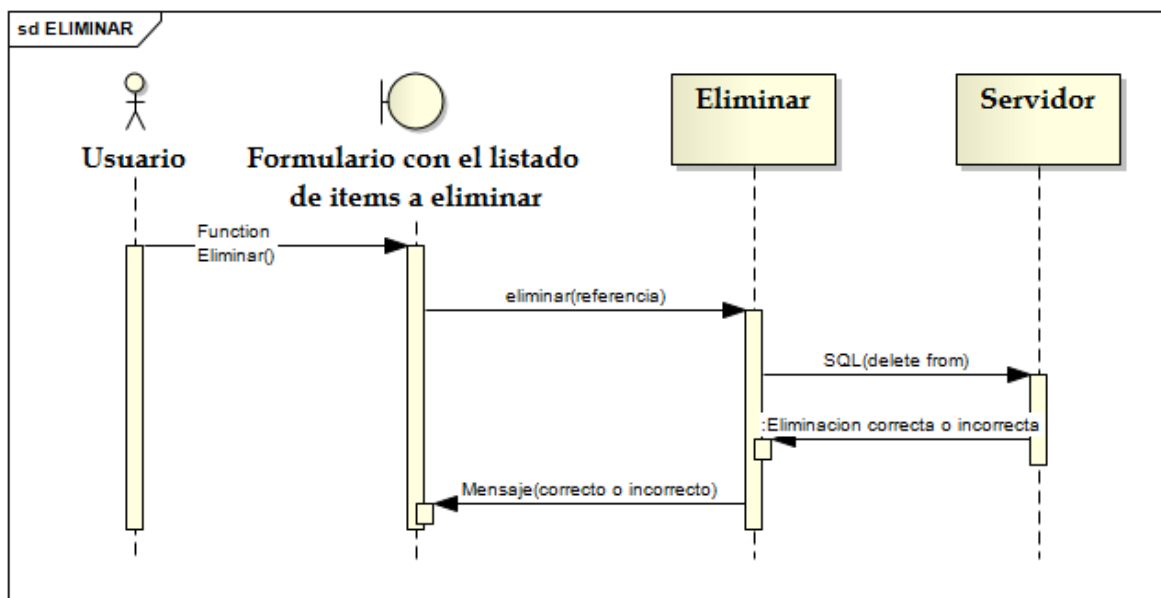 sd ELIMINAR
Usuario
Formulario con el listado
de items a eliminar
Eliminar
Servidor
Function
Eliminar()
eliminar(referencia)
SQL(delete from)
:Eliminacion correcta o incorrecta
Mensaje(correcto o incorrecto)